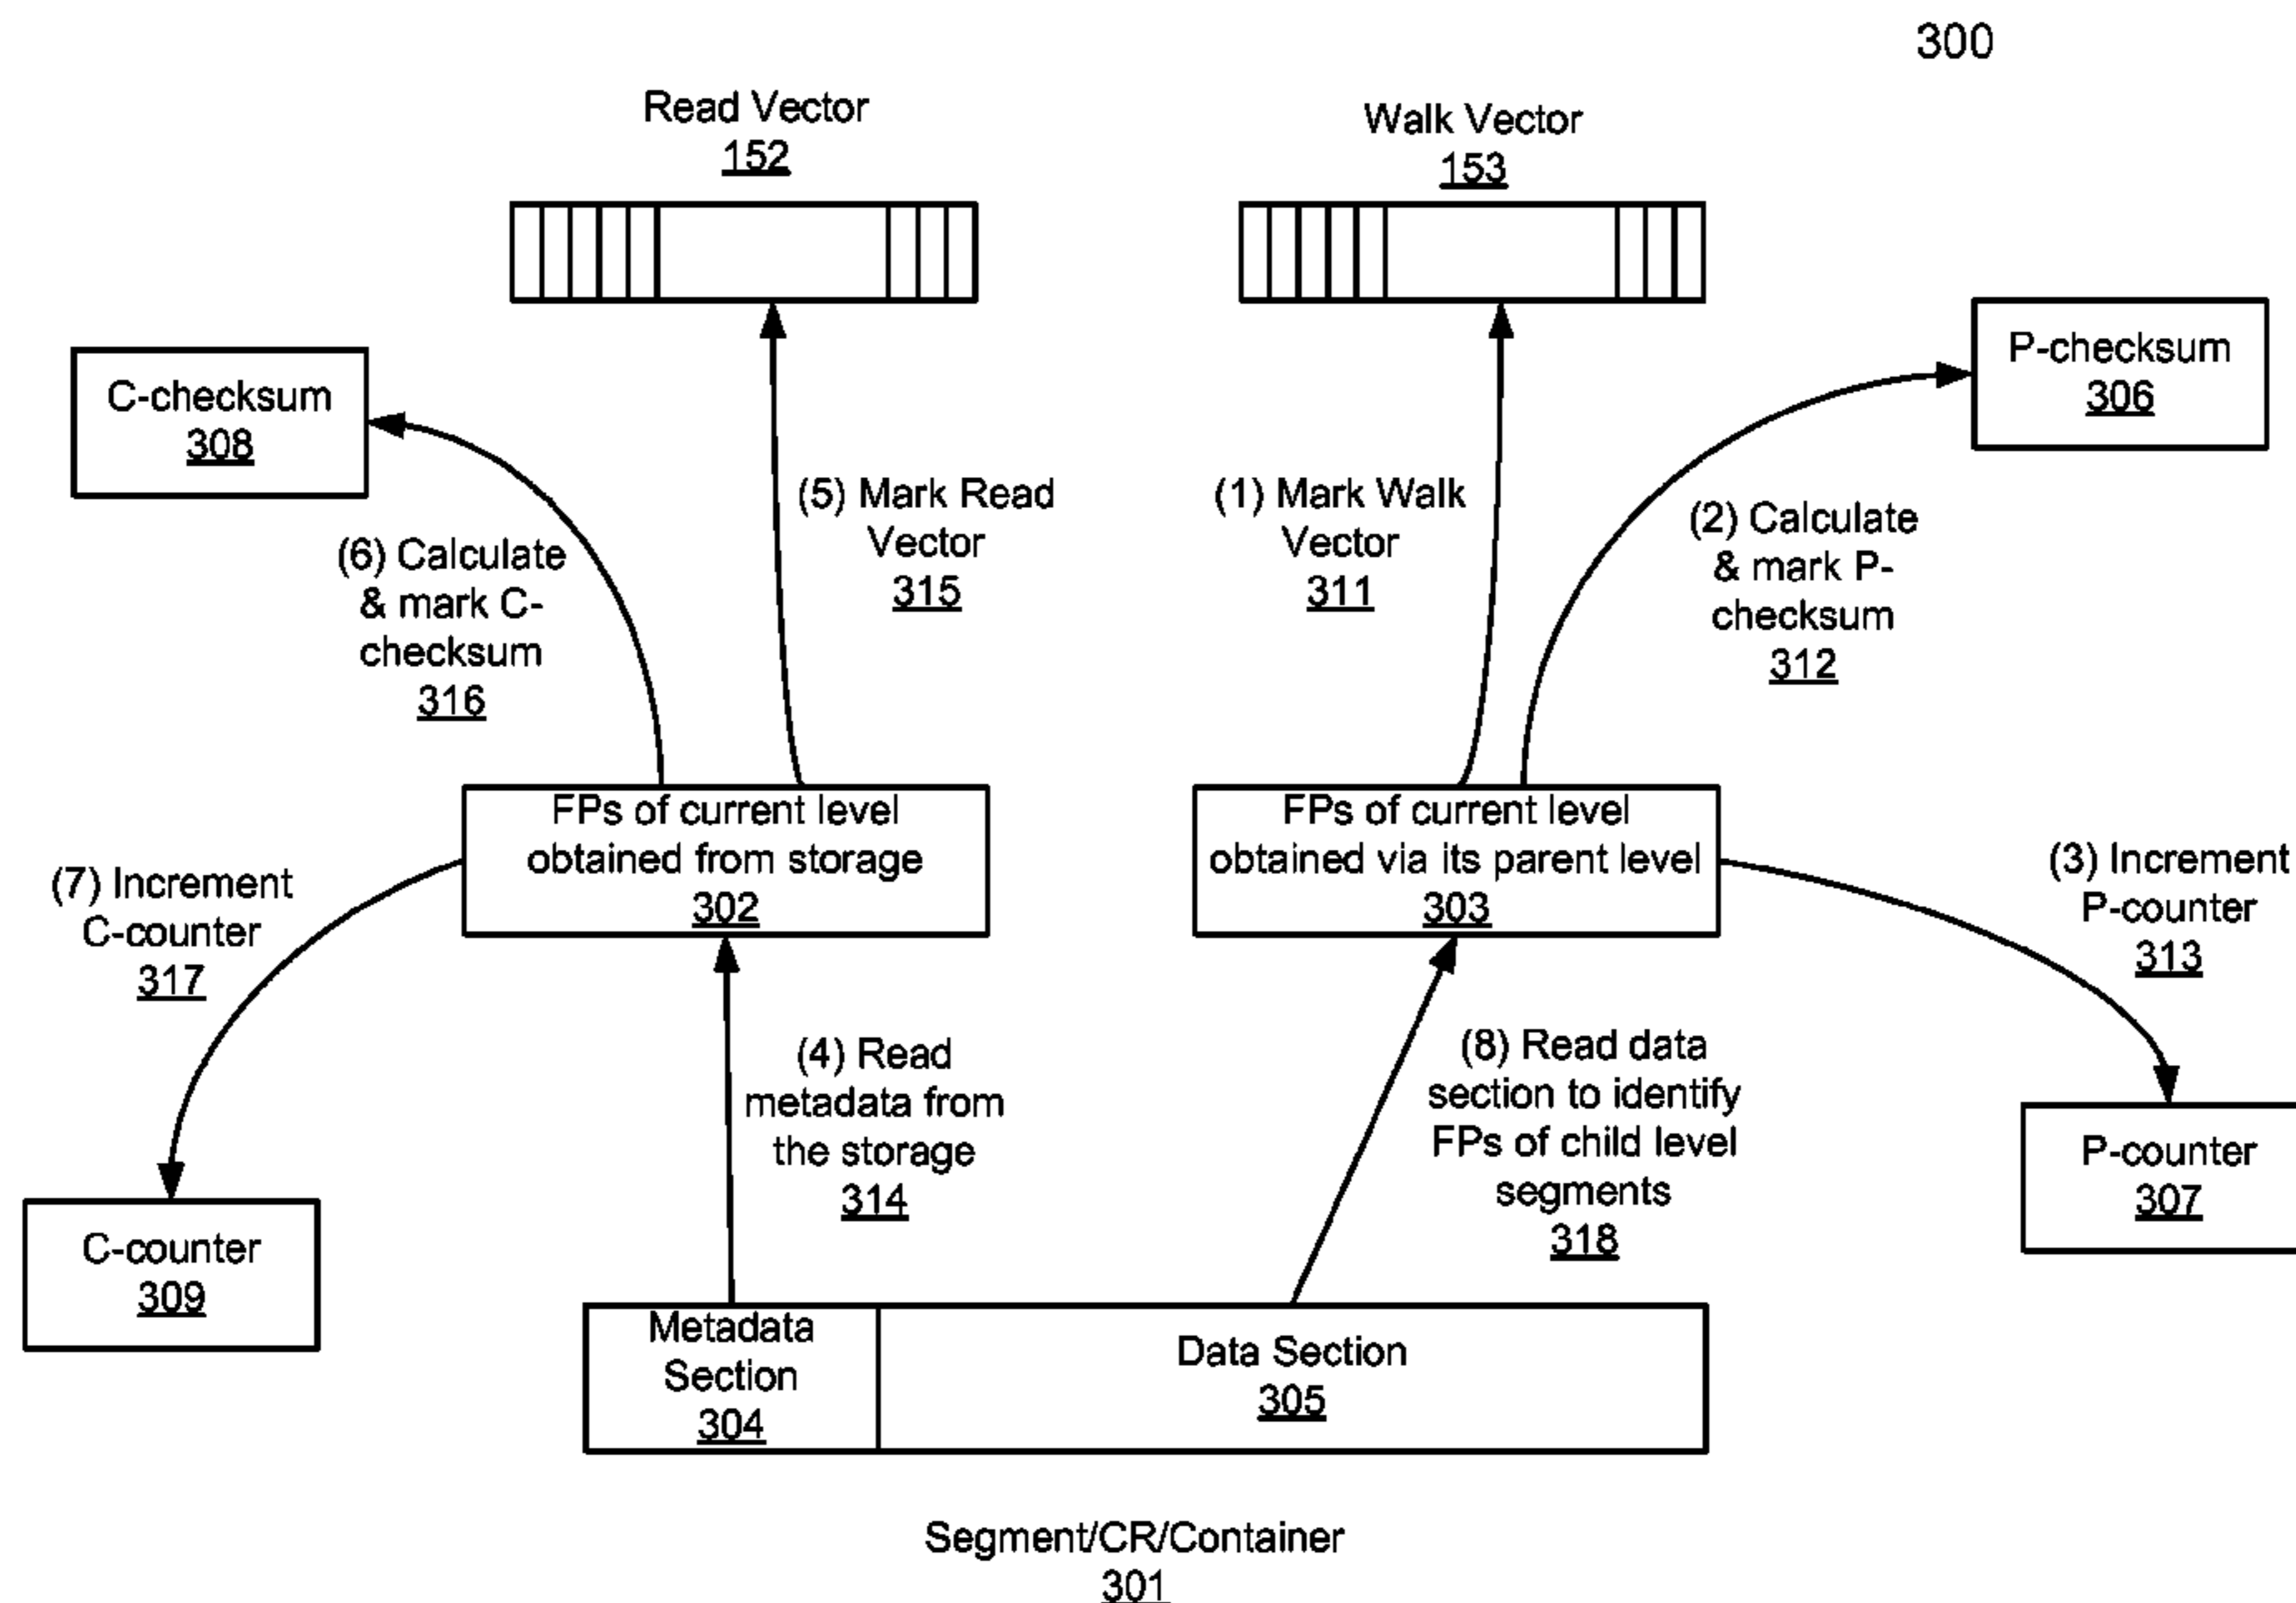 300
Read Vector
152
Walk Vector
153
C-checksum
308
P-checksum
306
(5) Mark Read
Vector
315
(1) Mark Walk
Vector
311
(2) Calculate
& mark P-
checksum
312
(6) Calculate
& mark C-
checksum
316
FPs of current level
obtained from storage
302
FPs of current level
obtained via its parent level
303
(7) Increment
C-counter
317
(3) Increment
P-counter
313
(4) Read
metadata from
the storage
314
(8) Read data
section to identify
FPs of child level
segments
318
C-counter
309
P-counter
307
Metadata
Section
304
Data Section
305
Segment/CR/Container
301